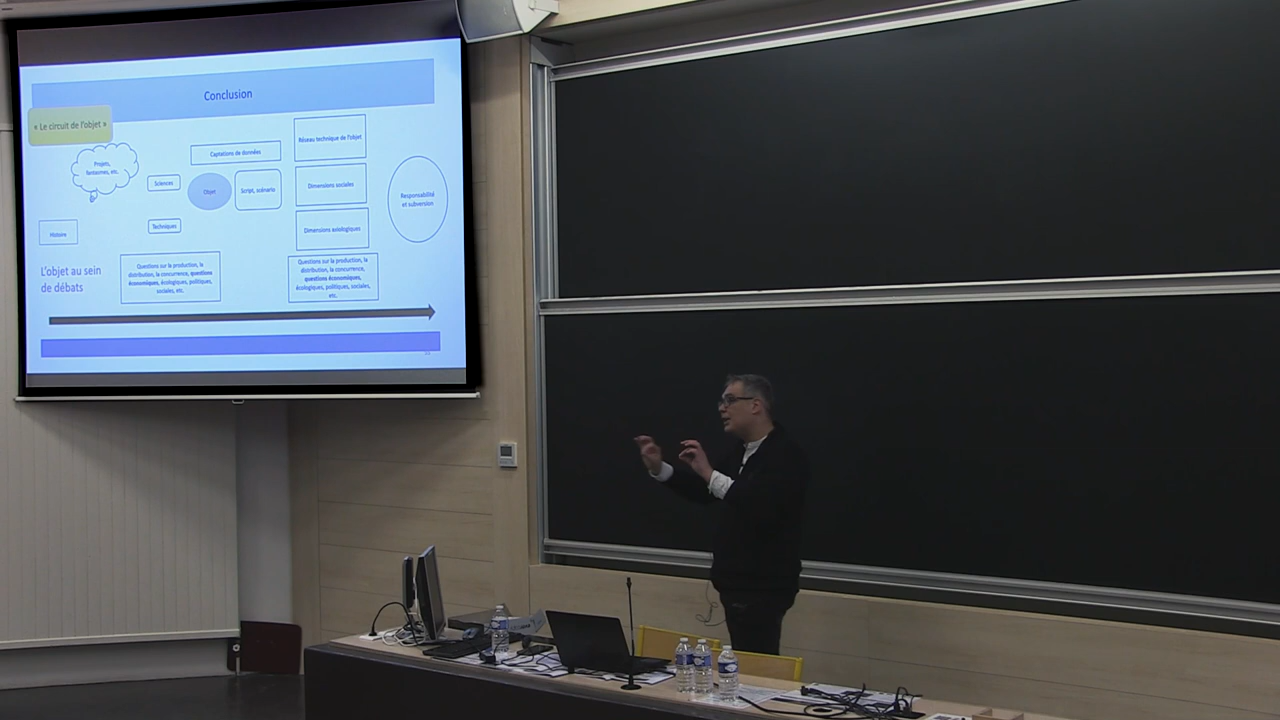 Conclusion
« Le circuit de l'objet »
Projets,
fantasmes, etc.
Captations de données
Réseau technique de l'objet
Sciences
Objet
Script, scénario
Dimensions sociales
Responsabilité
et subversion
Histoire
Techniques
Dimensions axiologiques
L'objet au sein
de débats
Questions sur la production, la
distribution, la concurrence, questions
économiques, écologiques, politiques,
sociales, etc.
Questions sur la production, la
distribution, la concurrence,
questions économiques,
écologiques, politiques, sociales,
etc.